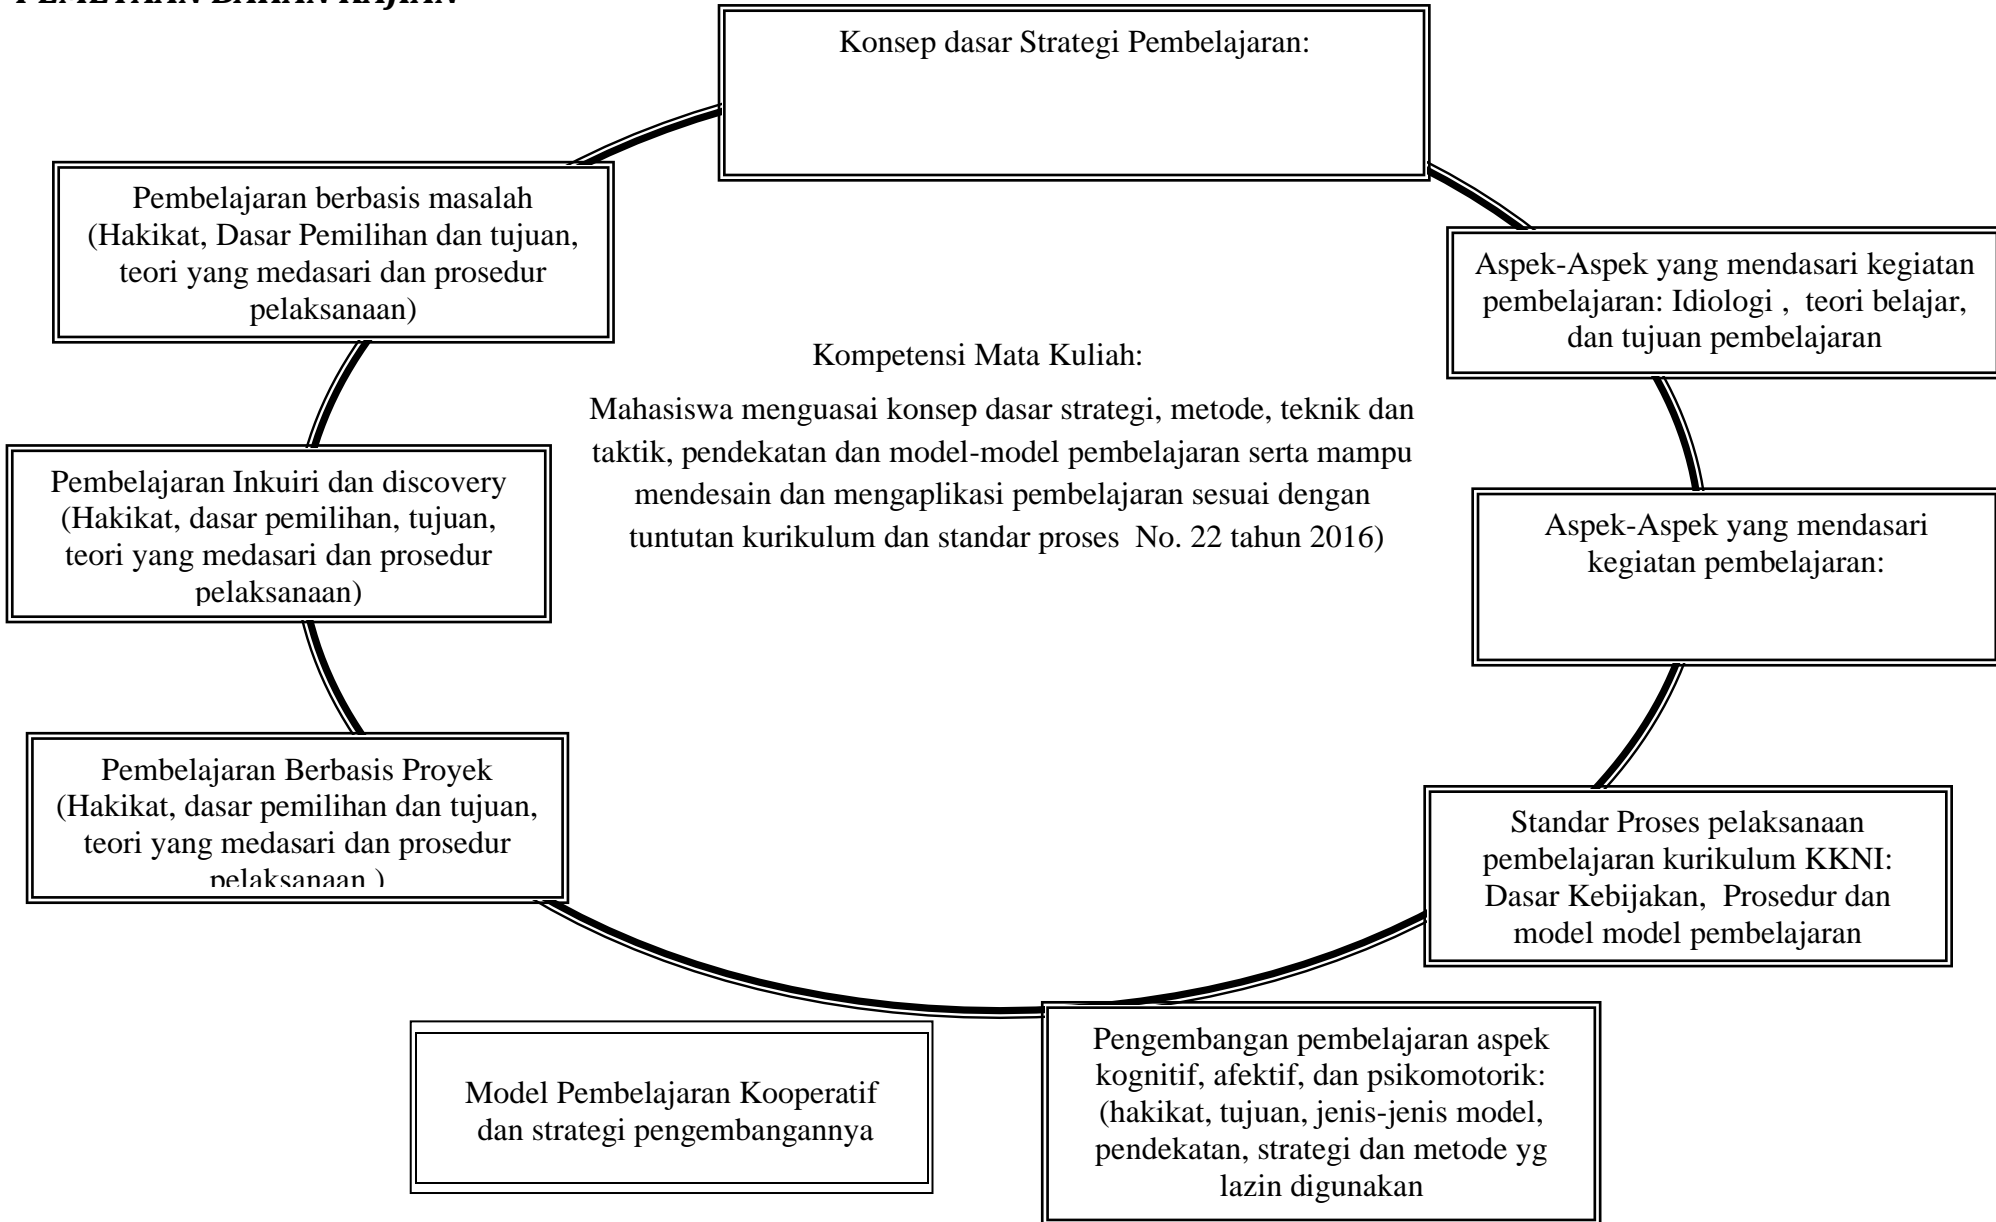 PEMETAAN BAHAN KAJIAN
Konsep dasar Strategi Pembelajaran:
Pembelajaran berbasis masalah
(Hakikat, Dasar Pemilihan dan tujuan,
teori yang medasari dan prosedur
pelaksanaan)
Aspek-Aspek yang mendasari kegiatan
pembelajaran: Idiologi , teori belajar,
dan tujuan pembelajaran
Kompetensi Mata Kuliah:
Mahasiswa menguasai konsep dasar strategi, metode, teknik dan
taktik, pendekatan dan model-model pembelajaran serta mampu
mendesain dan mengaplikasi pembelajaran sesuai dengan
tuntutan kurikulum dan standar proses No. 22 tahun 2016)
Pembelajaran Inkuiri dan discovery
(Hakikat, dasar pemilihan, tujuan,
teori yang medasari dan prosedur
pelaksanaan)
Aspek-Aspek yang mendasari
kegiatan pembelajaran:
Pembelajaran Berbasis Proyek
(Hakikat, dasar pemilihan dan tujuan,
teori yang medasari dan prosedur
pelaksanaan )
Standar Proses pelaksanaan
pembelajaran kurikulum KKNI:
Dasar Kebijakan, Prosedur dan
model model pembelajaran
Model Pembelajaran Kooperatif
dan strategi pengembangannya
Pengembangan pembelajaran aspek
kognitif, afektif, dan psikomotorik:
(hakikat, tujuan, jenis-jenis model,
pendekatan, strategi dan metode yg
lazin digunakan